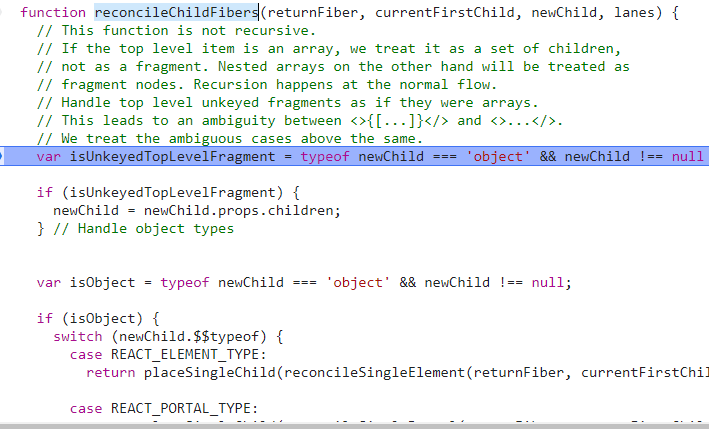 function reconcileChildFibers(returnFiber, currentFirstChild, newChild, lanes) {
// This function is not recursive.
// If the top level item is an array, we treat it as a set of children,
// not as a fragment. Nested arrays on the other hand will be treated as
// fragment nodes. Recursion happens at the normal flow.
// Handle top level unkeyed fragments as if they were arrays.
// This leads to an ambiguity between <>{[...]}</> and <>...</>.
// We treat the ambiguous cases above the same.
var isUnkeyedTopLevelFragment = typeof newChild === 'object' && newChild !== null
if (isUnkeyedTopLevelFragment) {
newChild = newChild.props.children;
} // Handle object types
var isObject = typeof newChild === 'object' && newChild !== null;
if (isObject) {
switch (newChild.$$typeof) {
case REACT_ELEMENT_TYPE:
return placeSingleChild(reconcileSingleElement(returnFiber, currentFirstChil
case REACT_PORTAL_TYPE: